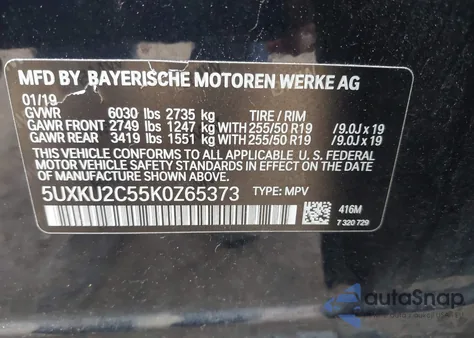 MFD BY BAYERISCHE MOTOREN WERKE AG
01/19
GVWR 6030 lbs 2735 kg TIRE / RIM
GAWR FRONT 2749 lbs 1247 kg WITH 255/50 R19 /9.0J x 19
GAWR REAR 3419 lbs 1551 kg WITH 255/50 R19 /9.0J x 19
THIS VEHICLE CONFORMS TO ALL APPLICABLE U.S. FEDERAL MOTOR
VEHICLE SAFETY STANDARDS IN EFFECT ON THE DATE OF MANUFACTURE
SHOWN ABOVE.
5UXKU2C55K0Z65373 TYPE: MPV
416M
7 320 729
autoSnap